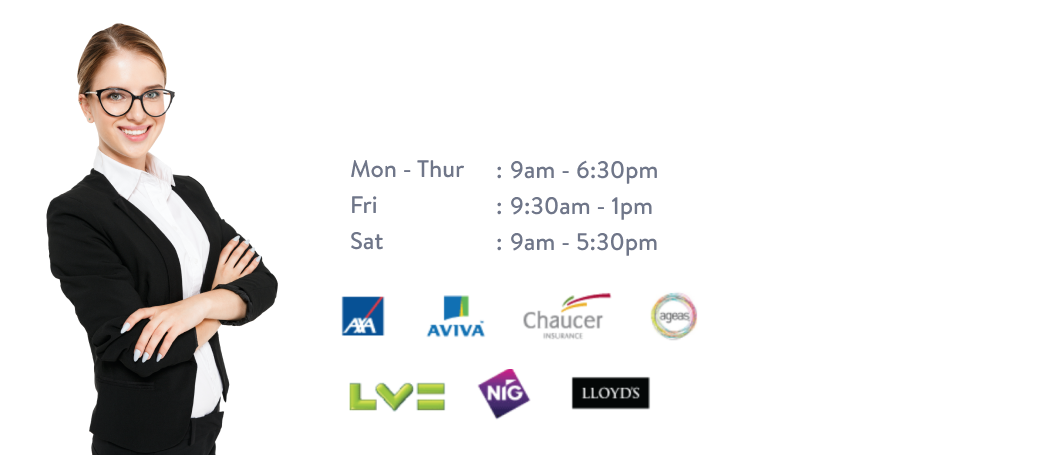 Mon - Thur : 9am - 6:30pm
Fri : 9:30am - 1pm
Sat : 9am - 5:30pm
AXA AVIVA Chaucer INSURANCE ageas
LV= NIG LLOYD'S